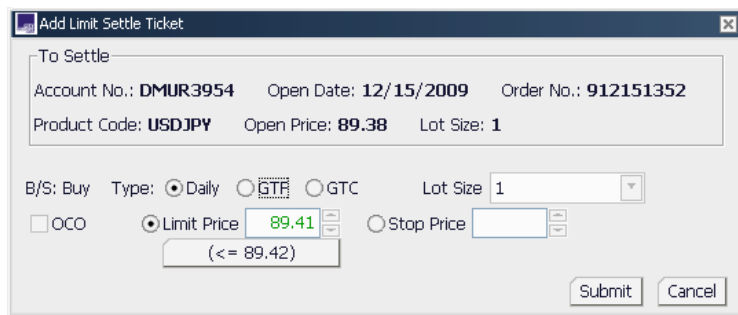 Add Limit Settle Ticket
To Settle
Account No.: DMUR3954 Open Date: 12/15/2009 Order No.: 912151352
Product Code: USDJPY Open Price: 89.38 Lot Size: 1
B/S: Buy Type: Daily GTF GTC Lot Size 1
OCO Limit Price 89.41 Stop Price
(<= 89.42)
Submit Cancel